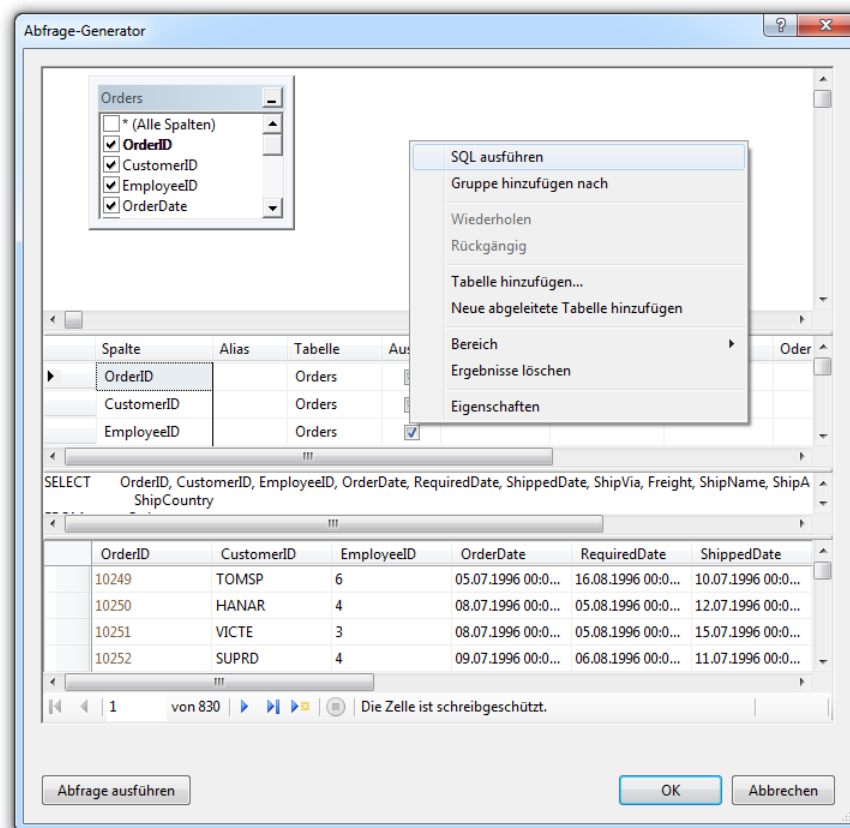 Abfrage-Generator
Orders
* (Alle Spalten)
OrderID
CustomerID
EmployeeID
OrderDate
SQL ausführen
Gruppe hinzufügen nach
Wiederholen
Rückgängig
Tabelle hinzufügen...
Neue abgeleitete Tabelle hinzufügen
Bereich
Ergebnisse löschen
Eigenschaften
Spalte Alias Tabelle Aus Oder
OrderID Orders
CustomerID Orders
EmployeeID Orders
SELECT OrderID, CustomerID, EmployeeID, OrderDate, RequiredDate, ShippedDate, ShipVia, Freight, ShipName, ShipA
ShipCountry
OrderID CustomerID EmployeeID OrderDate RequiredDate ShippedDate
10249 TOMSP 6 05.07.1996 00:0... 16.08.1996 00:0... 10.07.1996 00:0...
10250 HANAR 4 08.07.1996 00:0... 05.08.1996 00:0... 12.07.1996 00:0...
10251 VICTE 3 08.07.1996 00:0... 05.08.1996 00:0... 15.07.1996 00:0...
10252 SUPRD 4 09.07.1996 00:0... 06.08.1996 00:0... 11.07.1996 00:0...
1 von 830 Die Zelle ist schreibgeschützt.
Abfrage ausführen OK Abbrechen